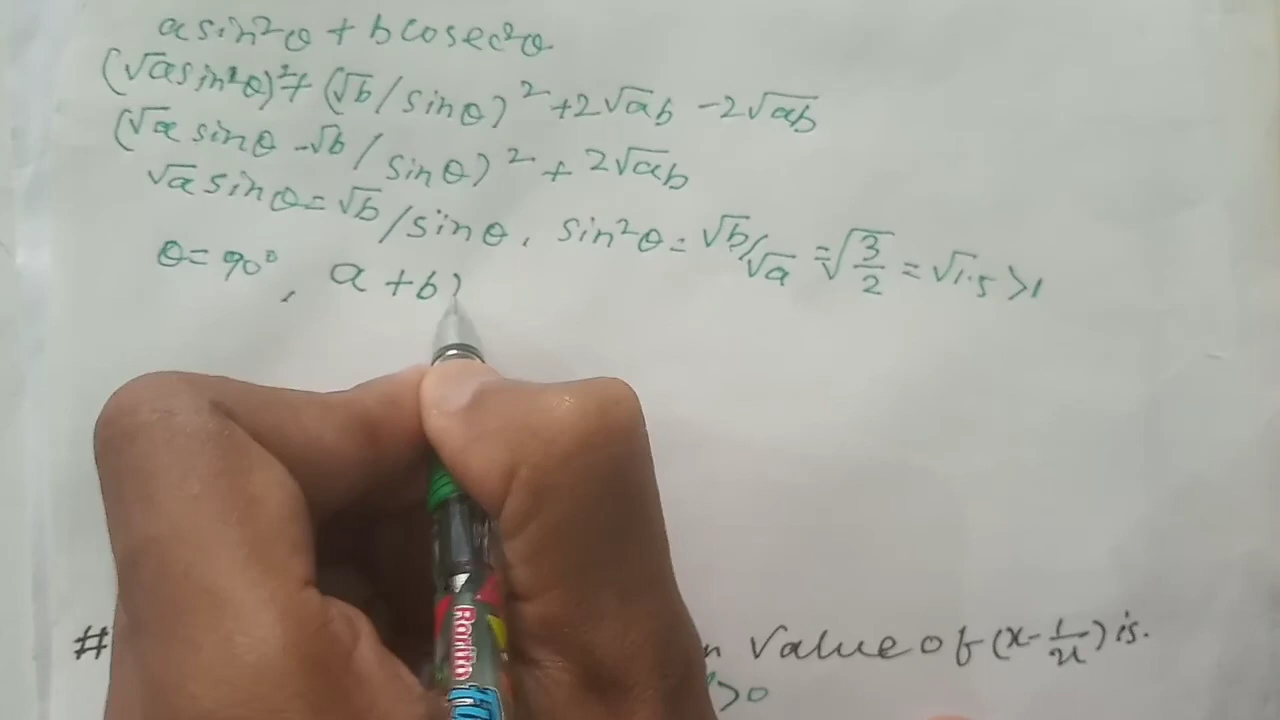 a sin²θ + b cosec²θ
(√a sin²θ)² + (√b / sinθ)² + 2√ab - 2√ab
(√a sinθ - √b / sinθ)² + 2√ab
√a sinθ = √b / sinθ, sin²θ = √b/√a = √3/2 = √1.5 > 1
θ = 90°, a + b
# Value of (x - 1/x) is.
>0
Rorito